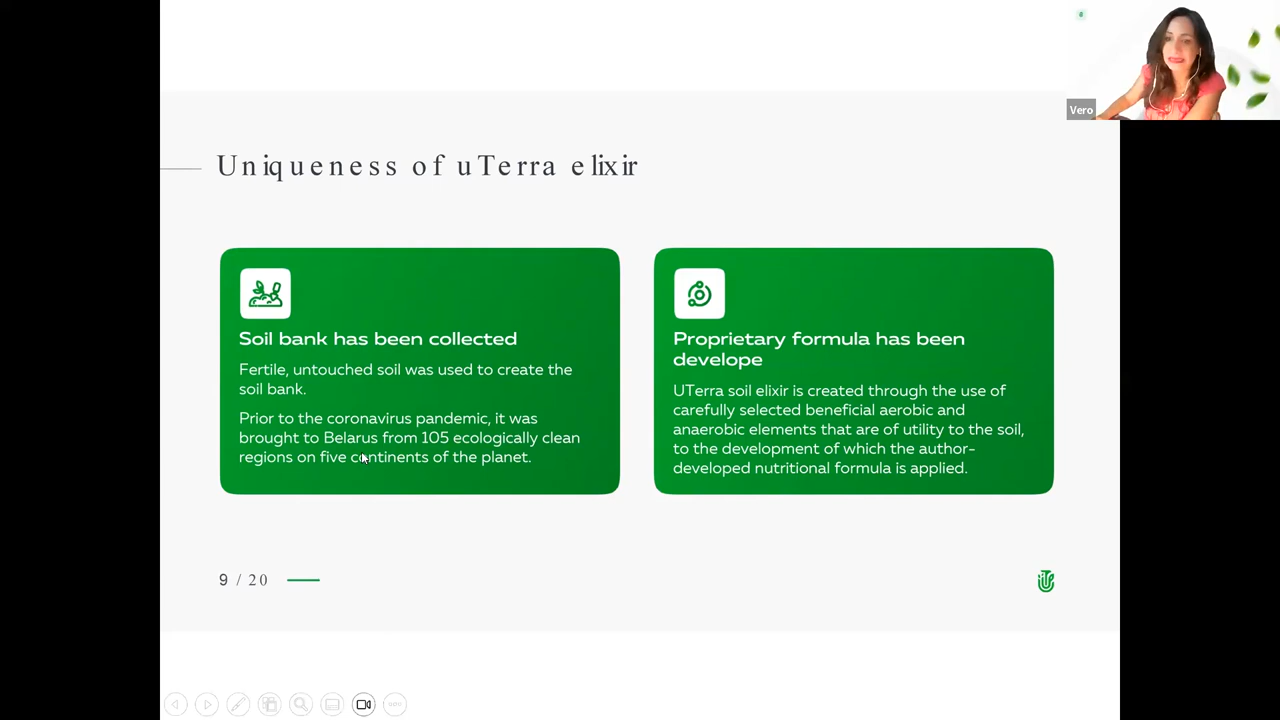 Vero
Uniqueness of uTerra elixir
Soil bank has been collected
Fertile, untouched soil was used to create the
soil bank.
Prior to the coronavirus pandemic, it was
brought to Belarus from 105 ecologically clean
regions on five continents of the planet.
Proprietary formula has been
develope
UTerra soil elixir is created through the use of
carefully selected beneficial aerobic and
anaerobic elements that are of utility to the soil,
to the development of which the author-
developed nutritional formula is applied.
9 / 20